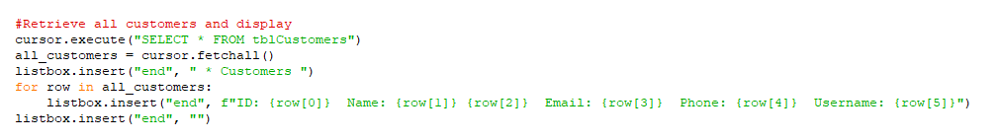 #Retrieve all customers and display
cursor.execute("SELECT * FROM tblCustomers")
all_customers = cursor.fetchall()
listbox.insert("end", " * Customers ")
for row in all_customers:
    listbox.insert("end", f"ID: {row[0]}  Name: {row[1]} {row[2]}  Email: {row[3]}  Phone: {row[4]}  Username: {row[5]}")
listbox.insert("end", "")